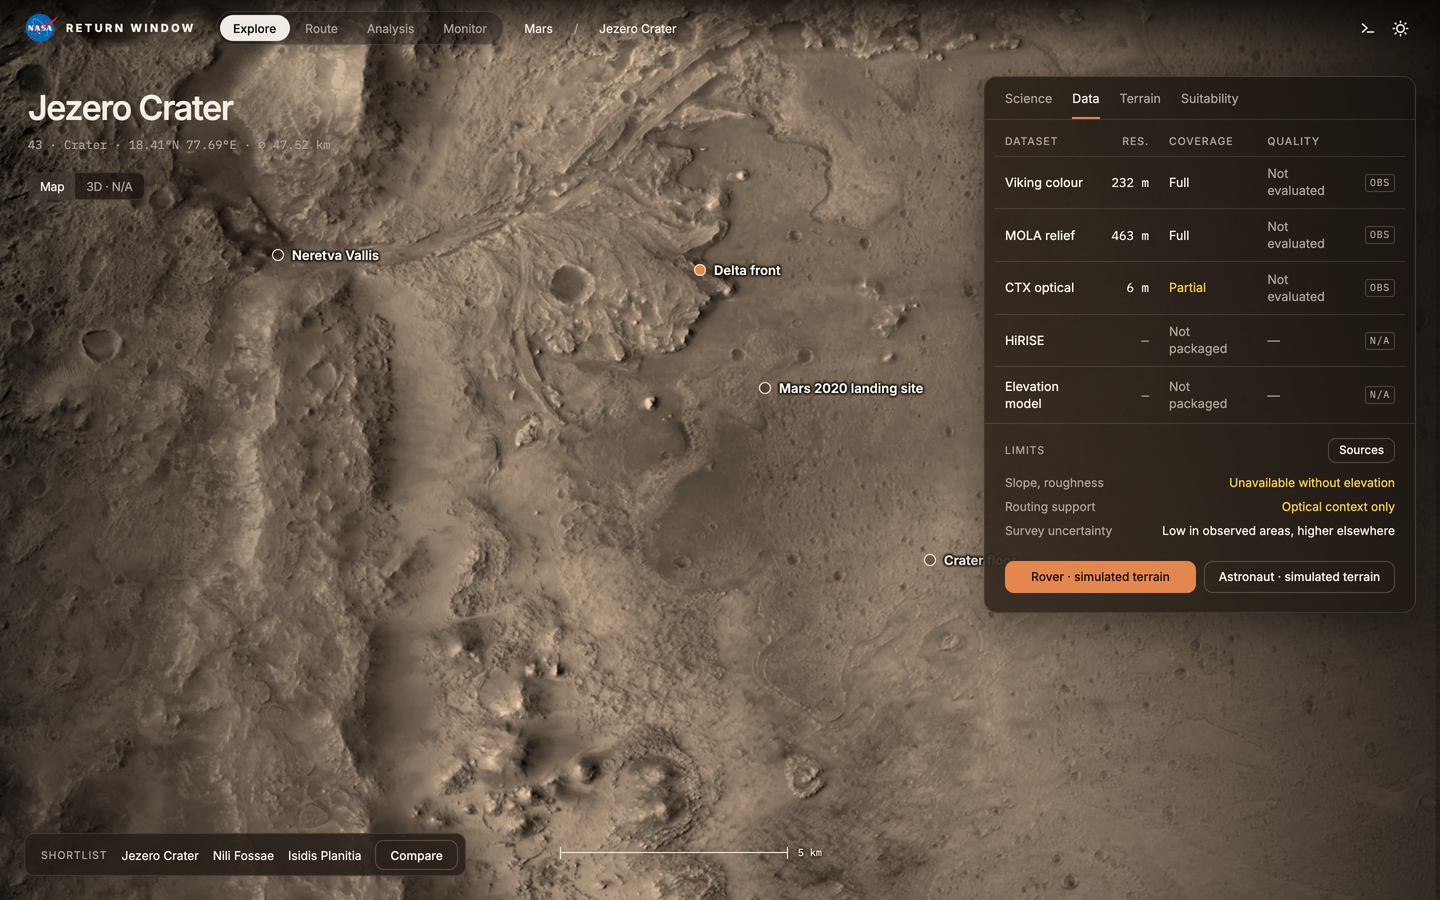 NASA
RETURN WINDOW
Explore
Route
Analysis
Monitor
Mars / Jezero Crater
Jezero Crater
43 · Crater · 18.41°N 77.69°E · ⌀ 47.52 km
Map
3D · N/A
Neretva Vallis
Delta front
Mars 2020 landing site
Crater floor
Science
Data
Terrain
Suitability
DATASET RES. COVERAGE QUALITY
Viking colour 232 m Full Not evaluated OBS
MOLA relief 463 m Full Not evaluated OBS
CTX optical 6 m Partial Not evaluated OBS
HiRISE — Not packaged — N/A
Elevation model — Not packaged — N/A
LIMITS
Sources
Slope, roughness Unavailable without elevation
Routing support Optical context only
Survey uncertainty Low in observed areas, higher elsewhere
Rover · simulated terrain
Astronaut · simulated terrain
SHORTLIST Jezero Crater Nili Fossae Isidis Planitia Compare
5 km